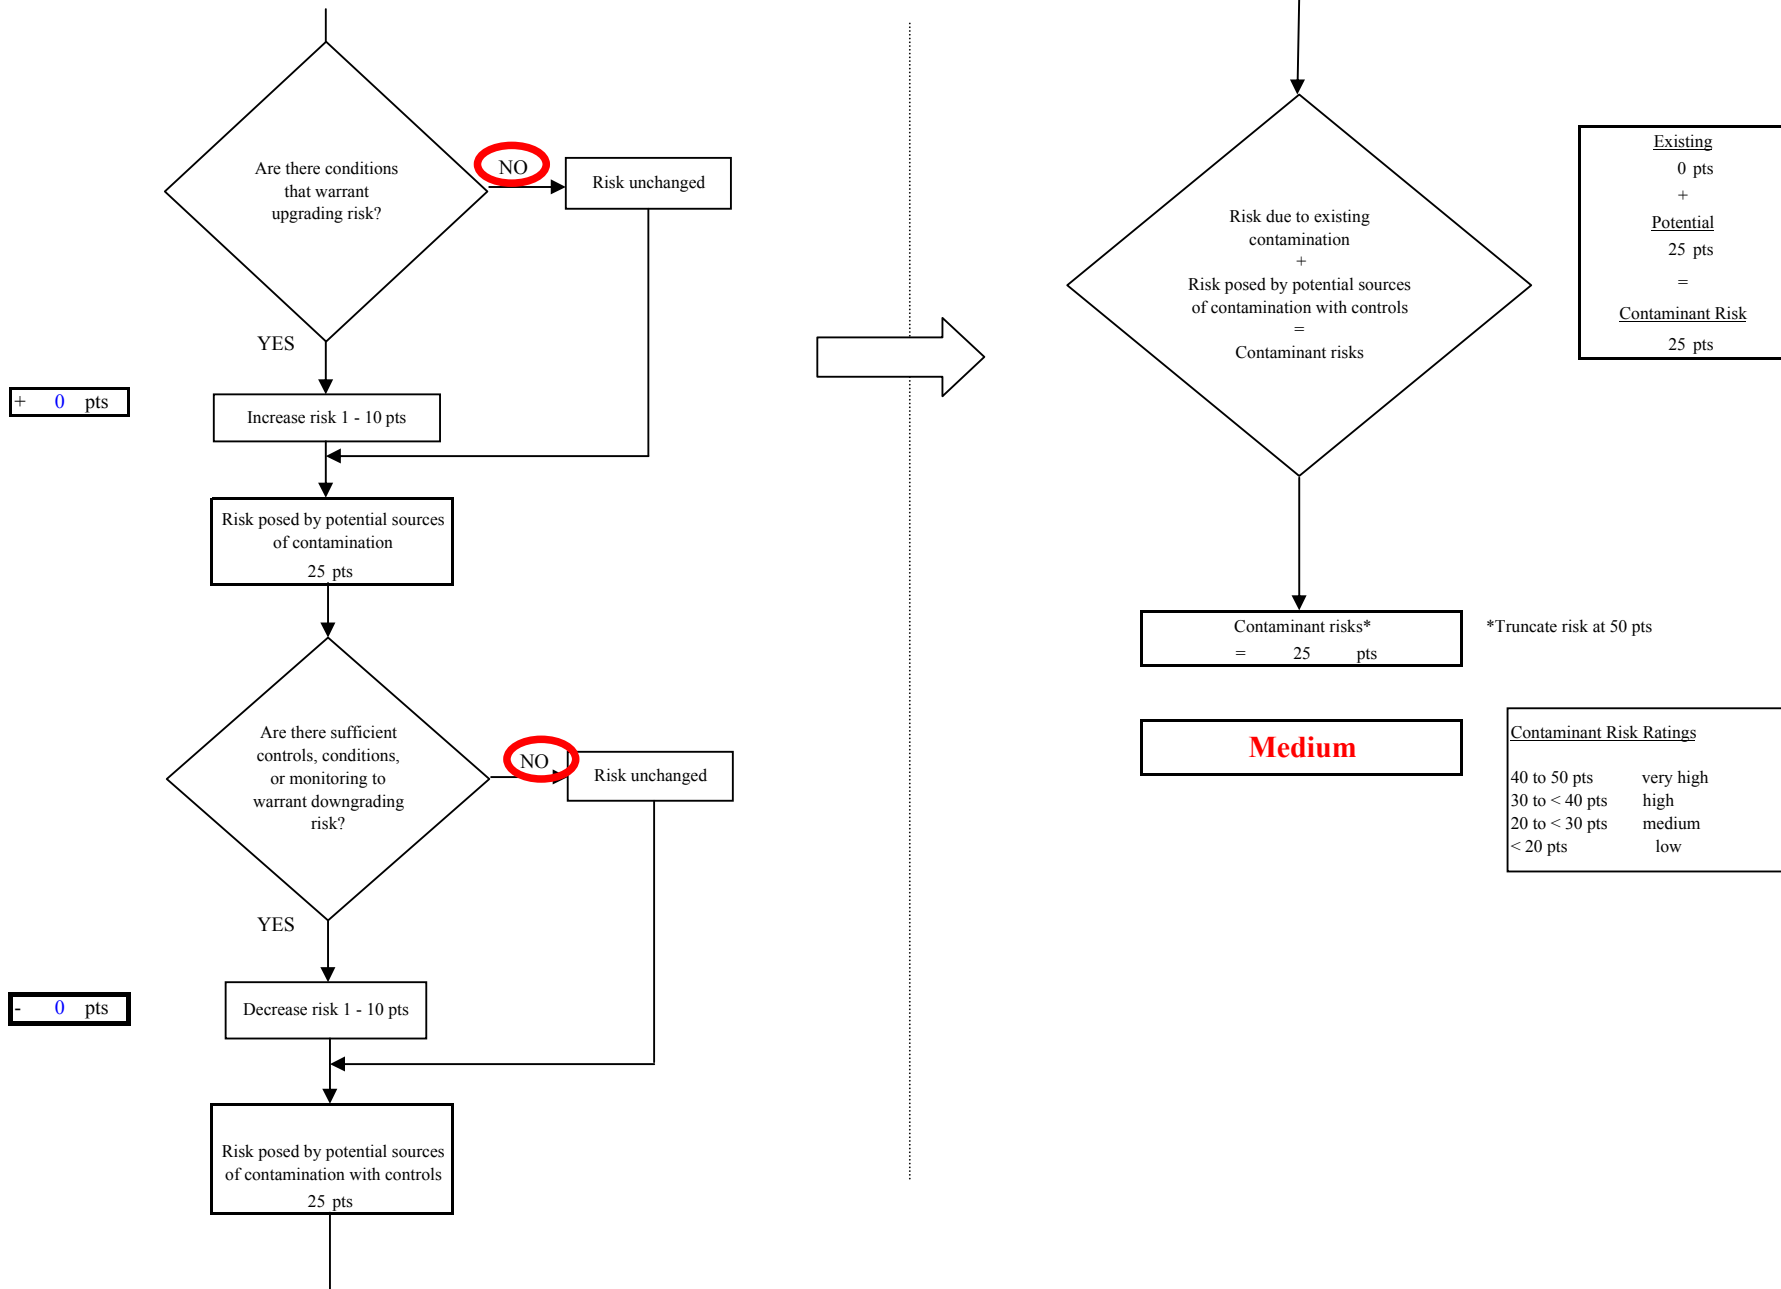 Are there conditions
that warrant
upgrading risk?
NO
Risk unchanged
YES
+ 0 pts
Increase risk 1 - 10 pts
Risk posed by potential sources
of contamination
25 pts
Are there sufficient
controls, conditions,
or monitoring to
warrant downgrading
risk?
NO
Risk unchanged
YES
- 0 pts
Decrease risk 1 - 10 pts
Risk posed by potential sources
of contamination with controls
25 pts
Risk due to existing
contamination
+
Risk posed by potential sources
of contamination with controls
=
Contaminant risks
Existing
0 pts
+
Potential
25 pts
=
Contaminant Risk
25 pts
Contaminant risks*
= 25 pts
*Truncate risk at 50 pts
Medium
Contaminant Risk Ratings
40 to 50 pts very high
30 to < 40 pts high
20 to < 30 pts medium
< 20 pts low